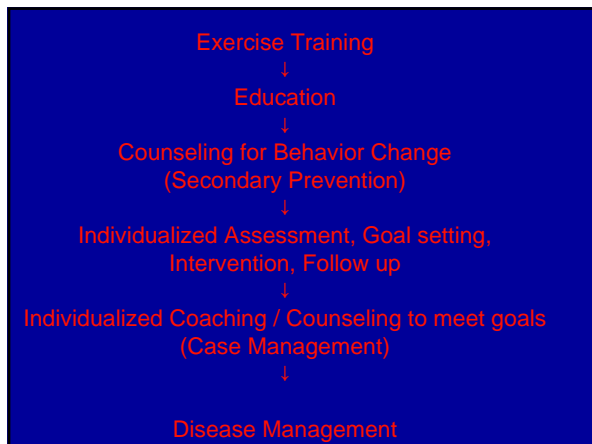 Exercise Training
↓
Education
↓
Counseling for Behavior Change
(Secondary Prevention)
↓
Individualized Assessment, Goal setting,
Intervention, Follow up
↓
Individualized Coaching / Counseling to meet goals
(Case Management)
↓
Disease Management